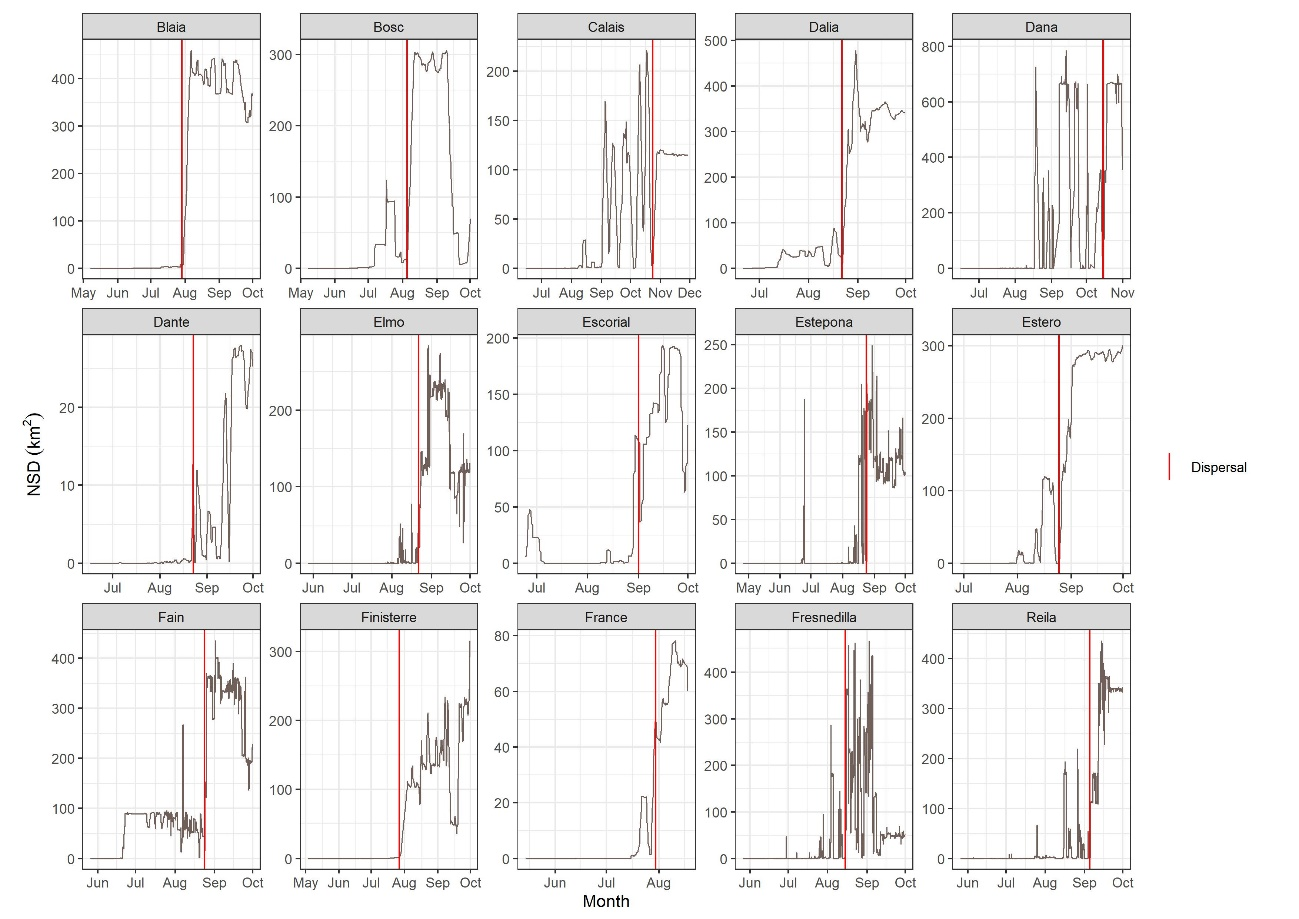 Blaia Bosc Calais Dalia Dana
400 300 200 100 0
300 200 100 0
200 150 100 50 0
500 400 300 200 100 0
800 600 400 200 0
May Jun Jul Aug Sep Oct
May Jun Jul Aug Sep Oct
Jul Aug Sep Oct Nov Dec
Jul Aug Sep Oct
Jul Aug Sep Oct Nov
Dante Elmo Escorial Estepona Estero
20 10 0
200 100 0
200 150 100 50 0
250 200 150 100 50 0
300 200 100 0
Jul Aug Sep Oct
Jun Jul Aug Sep Oct
Jul Aug Sep Oct
May Jun Jul Aug Sep Oct
Jul Aug Sep Oct
NSD (km²)
Dispersal
Fain Finisterre France Fresnedilla Reila
400 300 200 100 0
300 200 100 0
80 60 40 20 0
400 300 200 100 0
400 300 200 100 0
Jun Jul Aug Sep Oct
May Jun Jul Aug Sep Oct
Jun Jul Aug
Jun Jul Aug Sep Oct
Jun Jul Aug Sep Oct
Month